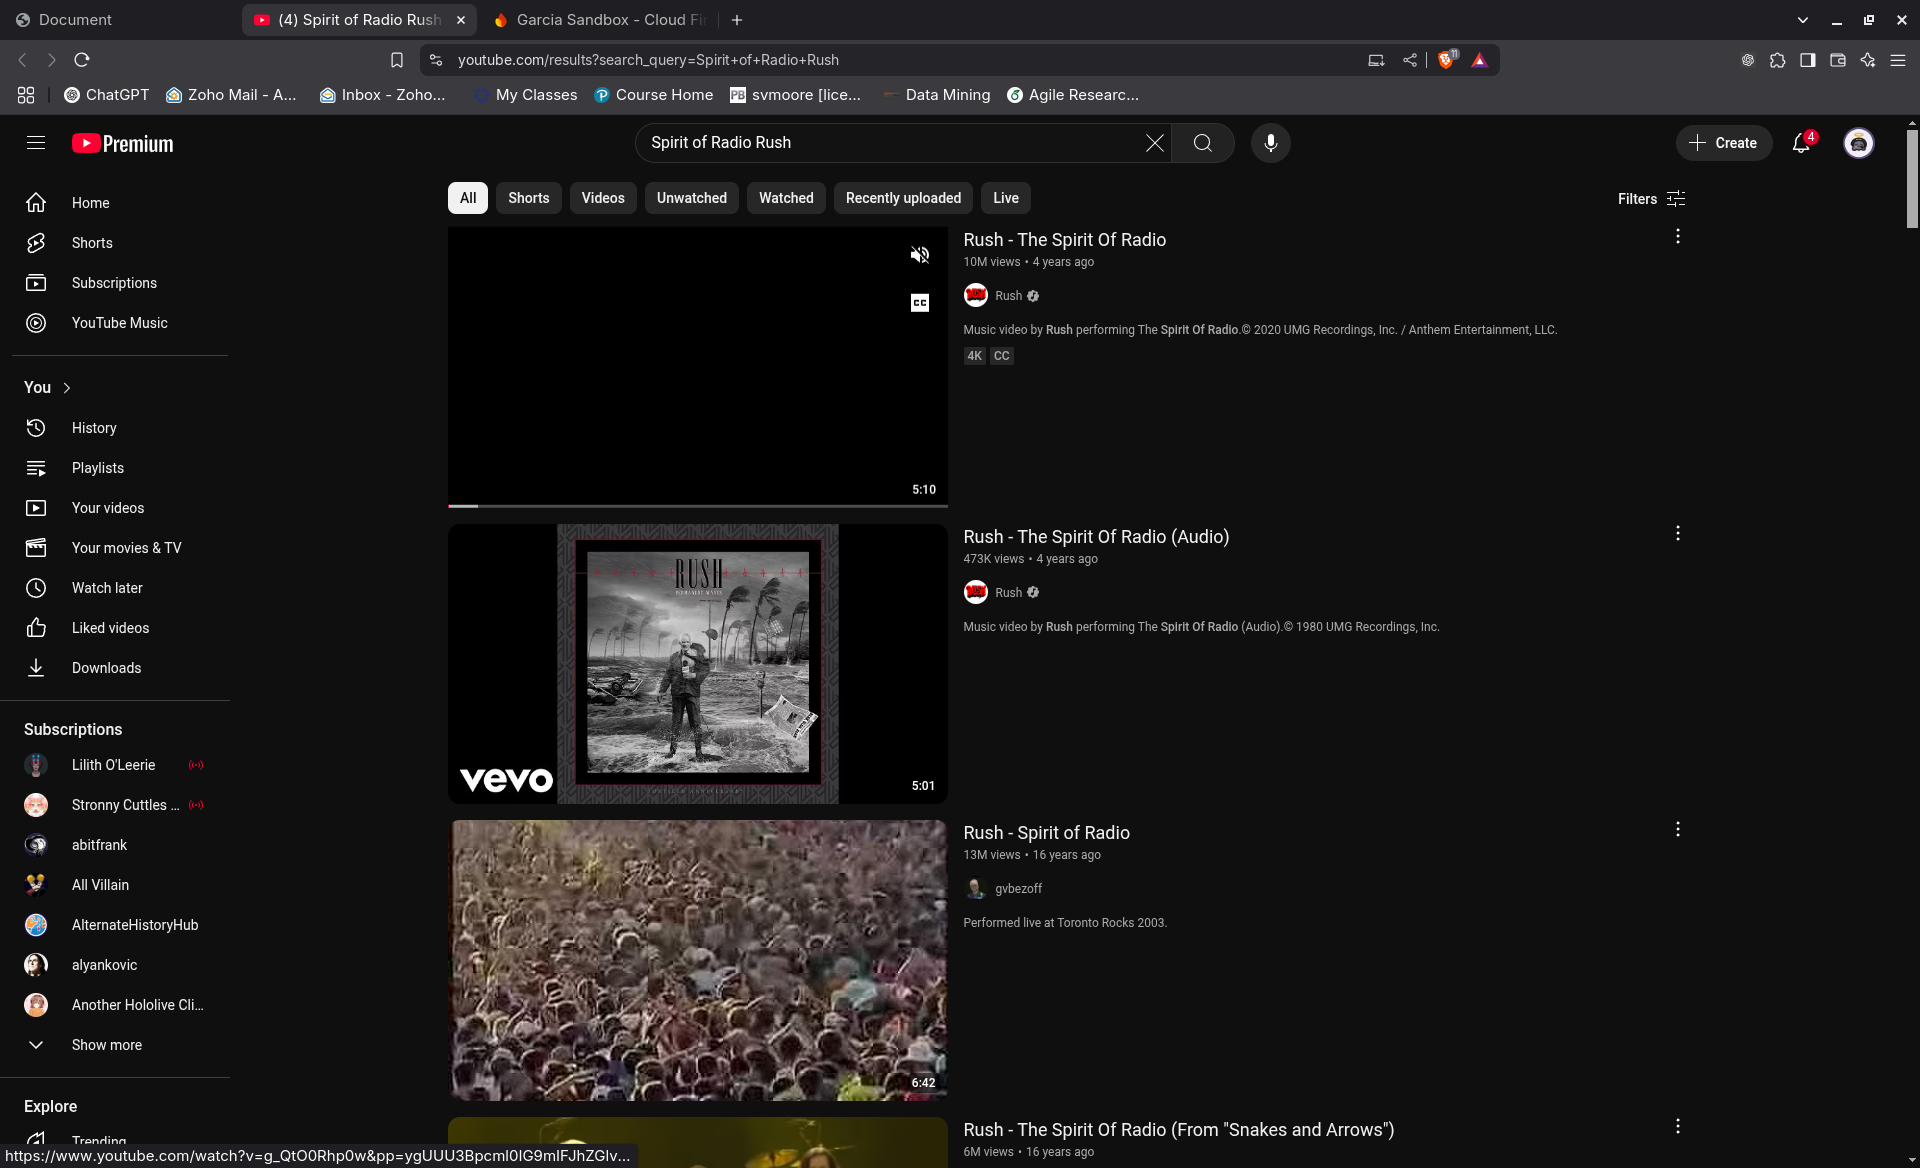 Document
(4) Spirit of Radio Rush
Garcia Sandbox - Cloud Fi
youtube.com/results?search_query=Spirit+of+Radio+Rush
11
ChatGPT
Zoho Mail - A...
Inbox - Zoho...
My Classes
Course Home
PB
svmoore [lice...
Data Mining
Agile Researc...
Premium
Spirit of Radio Rush
Create
4
All
Shorts
Videos
Unwatched
Watched
Recently uploaded
Live
Filters
Home
Shorts
Subscriptions
YouTube Music
You
History
Playlists
Your videos
Your movies & TV
Watch later
Liked videos
Downloads
Subscriptions
Lilith O'Leerie
Stronny Cuttles ...
abitfrank
All Villain
AlternateHistoryHub
alyankovic
Another Hololive Cli...
Show more
Explore
Trending
CC
5:10
Rush - The Spirit Of Radio
10M views • 4 years ago
Rush
Music video by Rush performing The Spirit Of Radio.© 2020 UMG Recordings, Inc. / Anthem Entertainment, LLC.
4K CC
RUSH
PERMANENT WAVES
vevo
5:01
Rush - The Spirit Of Radio (Audio)
473K views • 4 years ago
Rush
Music video by Rush performing The Spirit Of Radio (Audio).© 1980 UMG Recordings, Inc.
6:42
Rush - Spirit of Radio
13M views • 16 years ago
gvbezoff
Performed live at Toronto Rocks 2003.
Rush - The Spirit Of Radio (From "Snakes and Arrows")
6M views • 16 years ago
https://www.youtube.com/watch?v=g_QtO0Rhp0w&pp=ygUUU3Bpcml0IG9mIFJhZGlv...